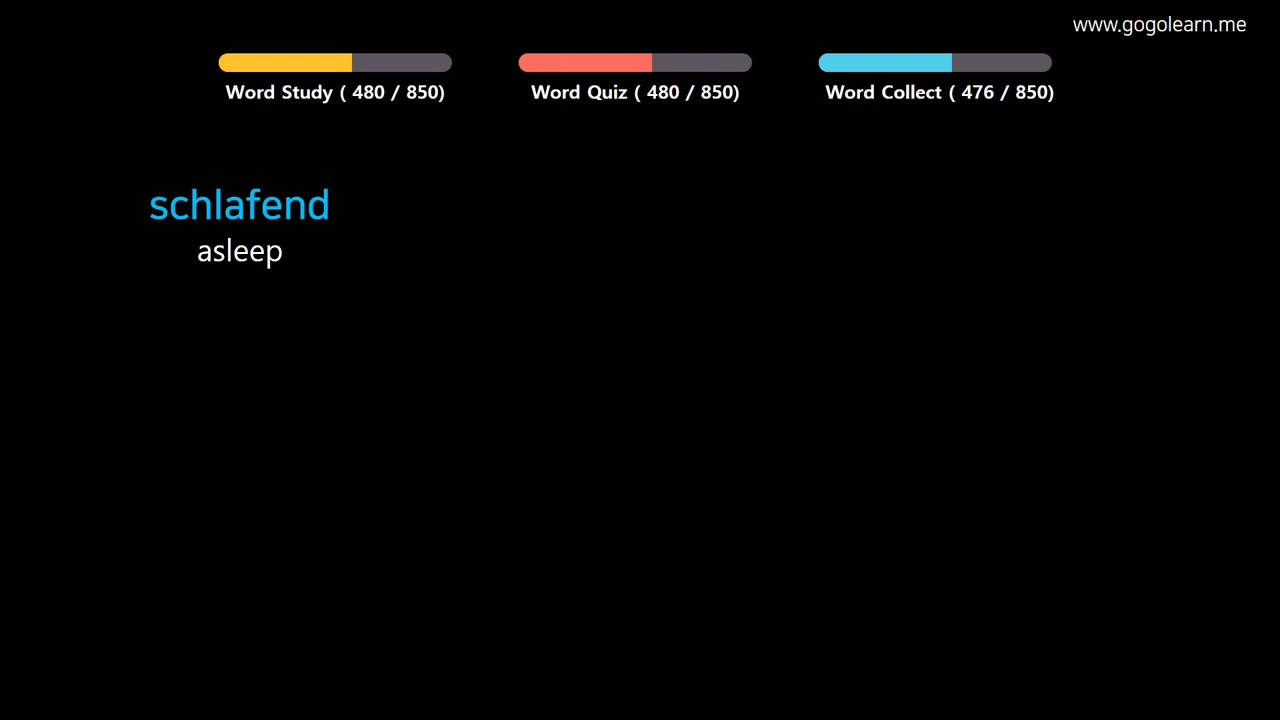 www.gogolearn.me
Word Study ( 480 / 850)
Word Quiz ( 480 / 850)
Word Collect ( 476 / 850)
schlafend
asleep